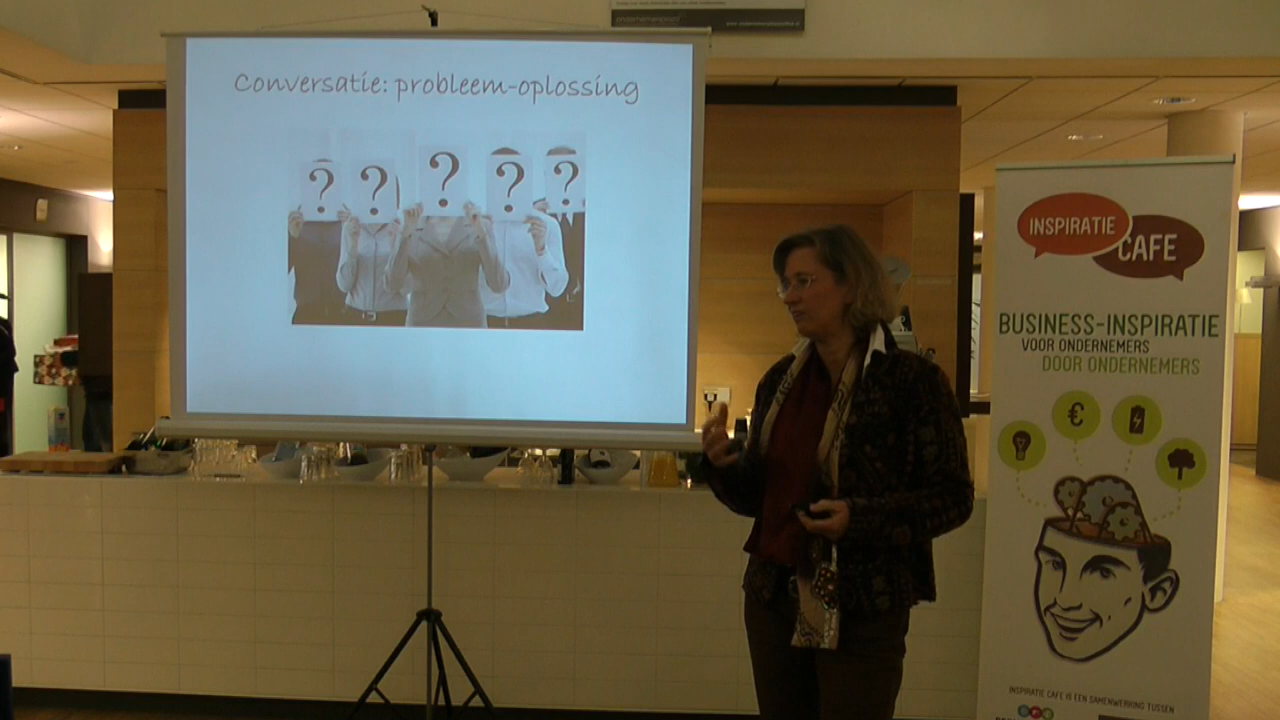 Conversatie: probleem-oplossing
? ? ? ? ?
INSPIRATIE
CAFE
BUSINESS-INSPIRATIE
VOOR ONDERNEMERS
DOOR ONDERNEMERS
€
INSPIRATIE CAFE IS EEN SAMENWERKING TUSSEN